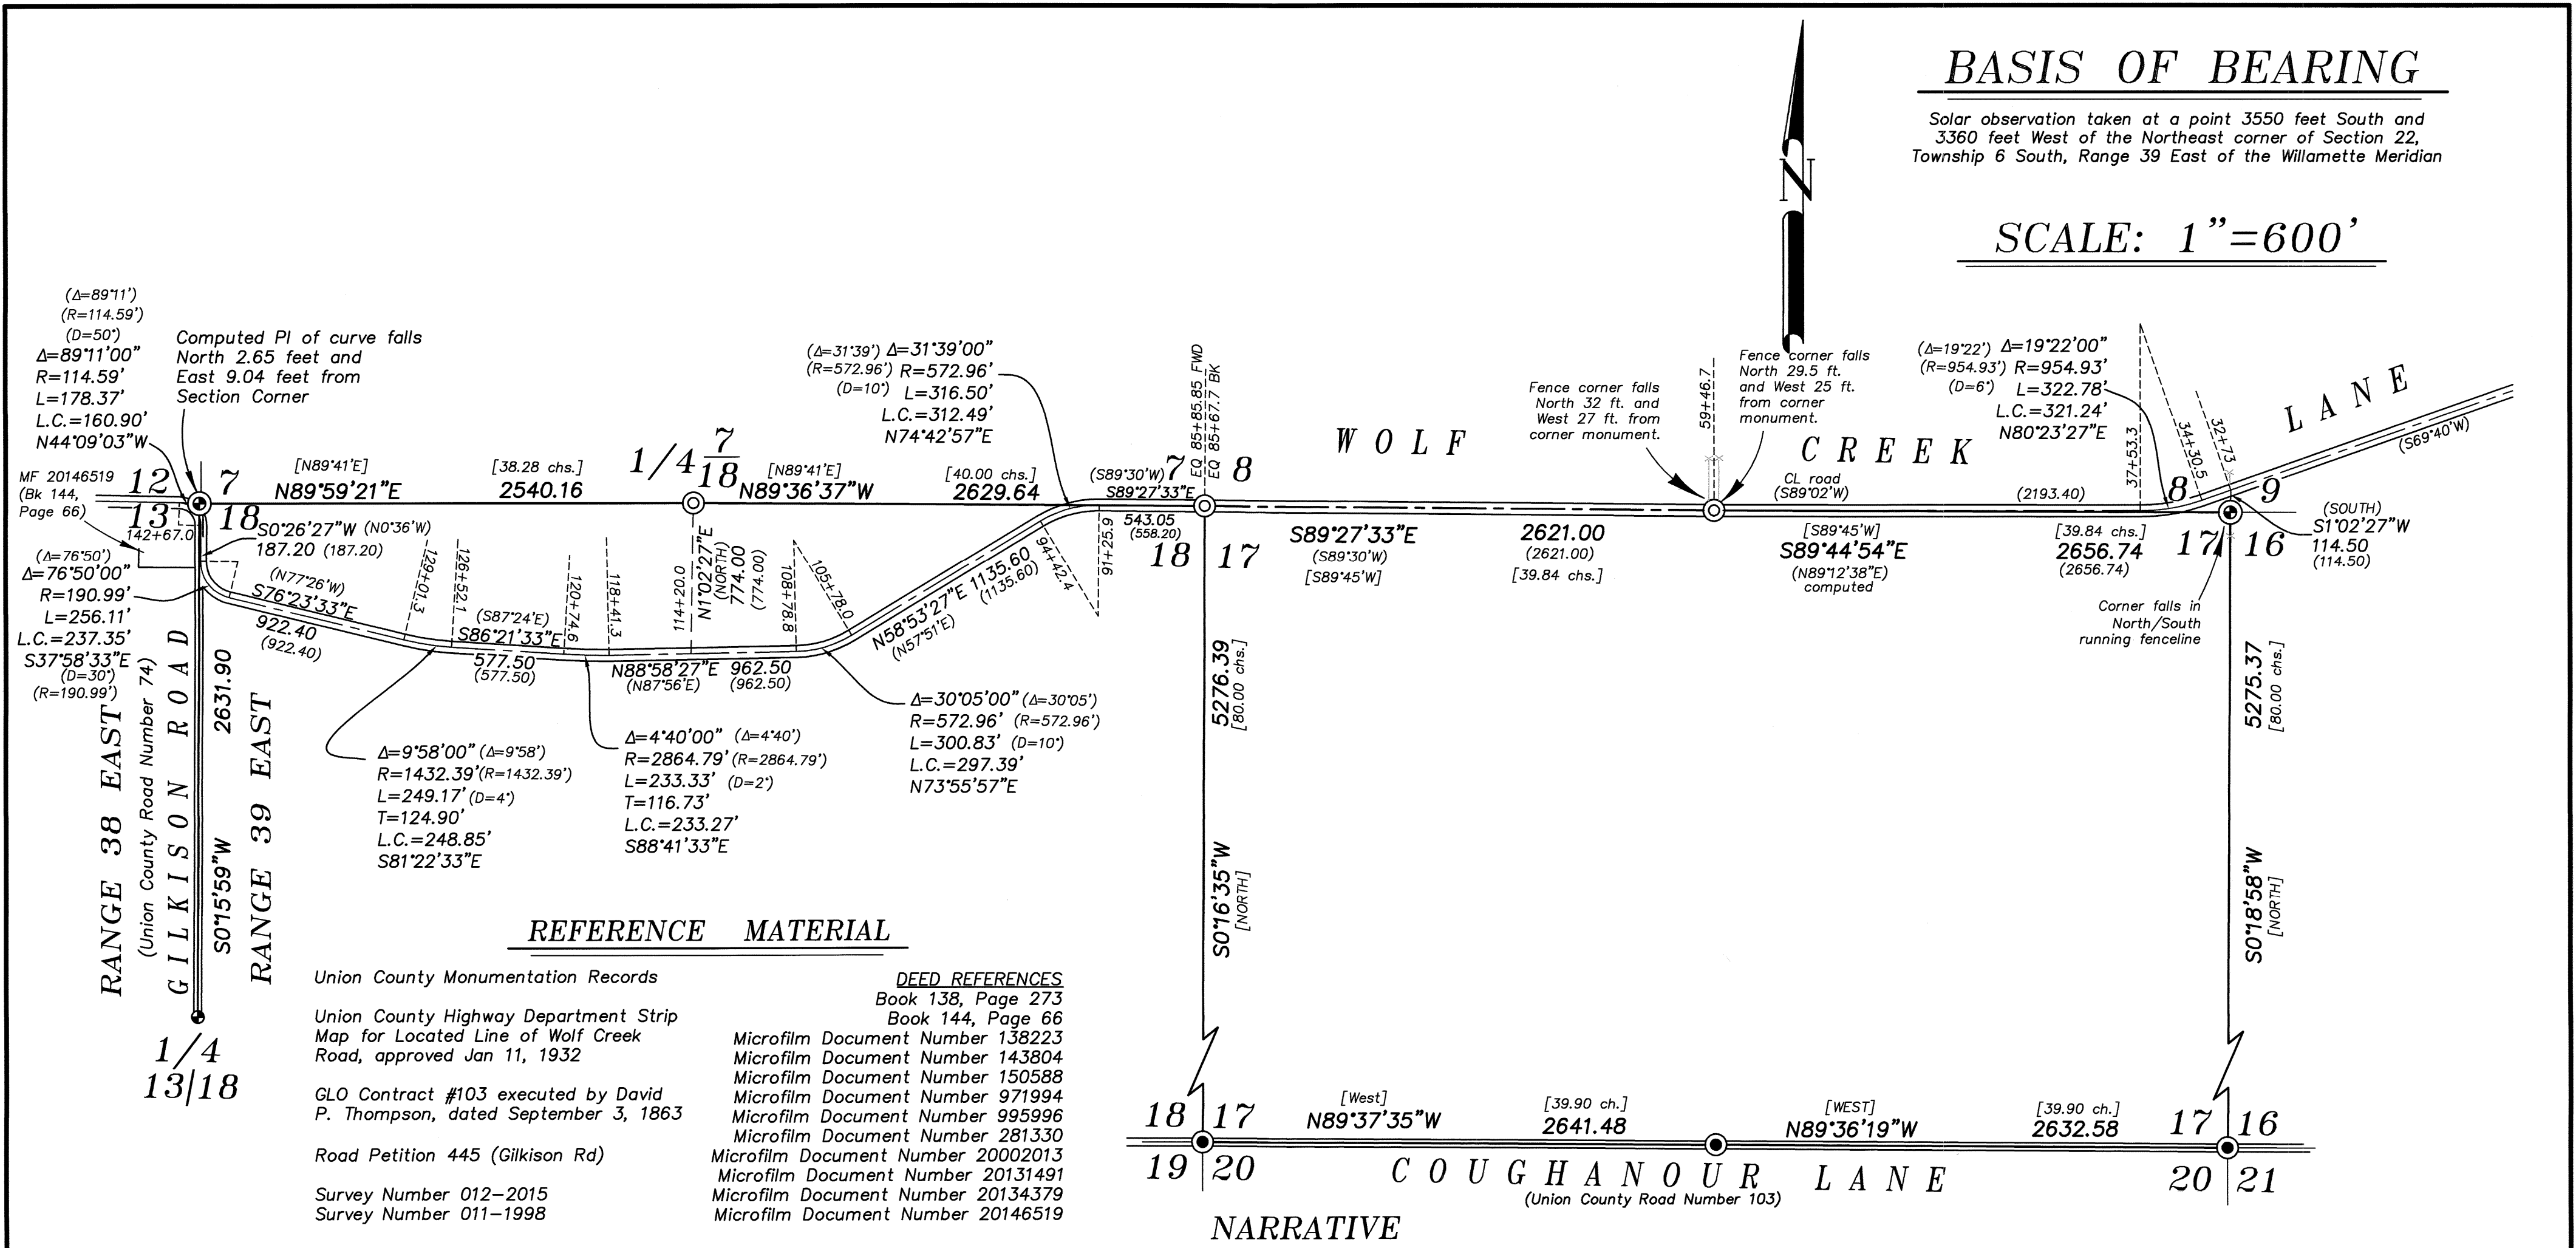 BASIS OF BEARING
Solar observation taken at a point 3550 feet South and
3360 feet West of the Northeast corner of Section 22,
Township 6 South, Range 39 East of the Willamette Meridian
SCALE: 1"=600'
N
(Δ=89°11')
(R=114.59')
(D=50°)
Δ=89°11'00"
R=114.59'
L=178.37'
L.C.=160.90'
N44°09'03"W
Computed PI of curve falls
North 2.65 feet and
East 9.04 feet from
Section Corner
MF 20146519
(Bk 144,
Page 66)
12
7
13
18
142+67.0
[N89°41'E]
N89°59'21"E
[38.28 chs.]
2540.16
1/4 7
18
[N89°41'E]
N89°36'37"W
[40.00 chs.]
2629.64
(Δ=31°39') Δ=31°39'00"
(R=572.96') R=572.96'
(D=10°) L=316.50'
L.C.=312.49'
N74°42'57"E
(S89°30'W)
S89°27'33"E
543.05
(558.20)
7
8
18
17
EQ 85+85.85 FWD
EQ 85+67.7 BK
WOLF
CREEK
LANE
Fence corner falls
North 32 ft. and
West 27 ft. from
corner monument.
59+46.7
Fence corner falls
North 29.5 ft.
and West 25 ft.
from corner
monument.
CL road
(S89°02'W)
(2193.40)
(Δ=19°22') Δ=19°22'00"
(R=954.93') R=954.93'
(D=6°) L=322.78'
L.C.=321.24'
N80°23'27"E
37+53.3
34+30.5
32+73
(S69°40'W)
8
9
17
16
(SOUTH)
S1°02'27"W
114.50
(114.50)
S89°27'33"E
(S89°30'W)
[S89°45'W]
2621.00
(2621.00)
[39.84 chs.]
[S89°45'W]
S89°44'54"E
(N89°12'38"E)
computed
[39.84 chs.]
2656.74
(2656.74)
Corner falls in
North/South
running fenceline
S0°26'27"W (N0°36'W)
187.20 (187.20)
(Δ=76°50')
Δ=76°50'00"
R=190.99'
L=256.11'
L.C.=237.35'
S37°58'33"E
(D=30°)
(R=190.99')
(N77°26'W)
S76°23'33"E
922.40
(922.40)
129+01.3
126+52.1
(S87°24'E)
S86°21'33"E
577.50
(577.50)
120+74.6
118+41.3
114+20.0
N1°02'27"E
(NORTH)
774.00
(774.00)
108+78.8
105+78.0
N88°58'27"E 962.50
(N87°56'E) (962.50)
N58°53'27"E 1135.60
(N57°51'E) (1135.60)
94+42.4
91+25.9
Δ=9°58'00" (Δ=9°58')
R=1432.39' (R=1432.39')
L=249.17' (D=4°)
T=124.90'
L.C.=248.85'
S81°22'33"E
Δ=4°40'00" (Δ=4°40')
R=2864.79' (R=2864.79')
L=233.33' (D=2°)
T=116.73'
L.C.=233.27'
S88°41'33"E
Δ=30°05'00" (Δ=30°05')
R=572.96' (R=572.96')
L=300.83' (D=10°)
L.C.=297.39'
N73°55'57"E
RANGE 38 EAST
(Union County Road Number 74)
GILKISON ROAD
S0°15'59"W
2631.90
RANGE 39 EAST
1/4
13|18
5276.39
[80.00 chs.]
S0°16'35"W
[NORTH]
5275.37
[80.00 chs.]
S0°18'58"W
[NORTH]
REFERENCE MATERIAL
Union County Monumentation Records
Union County Highway Department Strip
Map for Located Line of Wolf Creek
Road, approved Jan 11, 1932
GLO Contract #103 executed by David
P. Thompson, dated September 3, 1863
Road Petition 445 (Gilkison Rd)
Survey Number 012-2015
Survey Number 011-1998
DEED REFERENCES
Book 138, Page 273
Book 144, Page 66
Microfilm Document Number 138223
Microfilm Document Number 143804
Microfilm Document Number 150588
Microfilm Document Number 971994
Microfilm Document Number 995996
Microfilm Document Number 281330
Microfilm Document Number 20002013
Microfilm Document Number 20131491
Microfilm Document Number 20134379
Microfilm Document Number 20146519
18
17
19
20
[West]
N89°37'35"W
[39.90 ch.]
2641.48
[WEST]
N89°36'19"W
[39.90 ch.]
2632.58
17
16
20
21
COUGHANOUR LANE
(Union County Road Number 103)
NARRATIVE